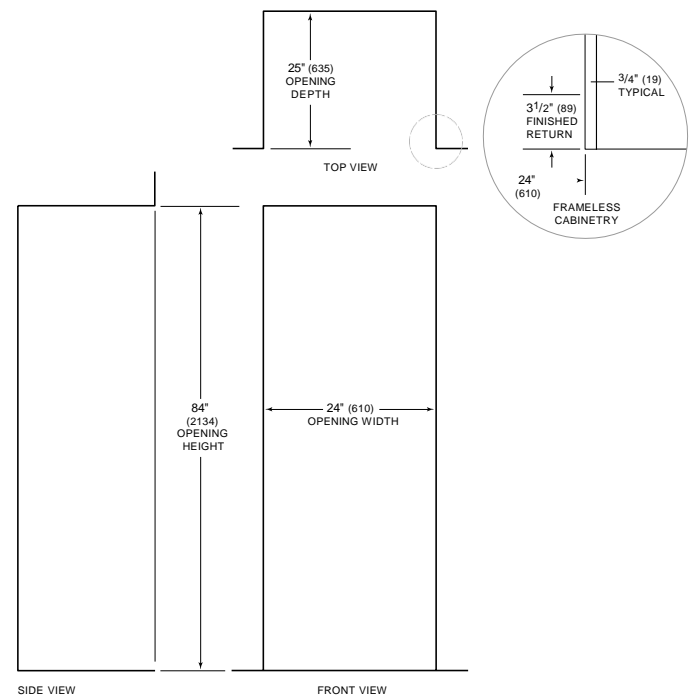 25" (635)
OPENING
DEPTH
TOP VIEW
3/4" (19)
TYPICAL
3 1/2" (89)
FINISHED
RETURN
24"
(610)
FRAMELESS
CABINETRY
84"
(2134)
OPENING
HEIGHT
24" (610)
OPENING WIDTH
SIDE VIEW
FRONT VIEW